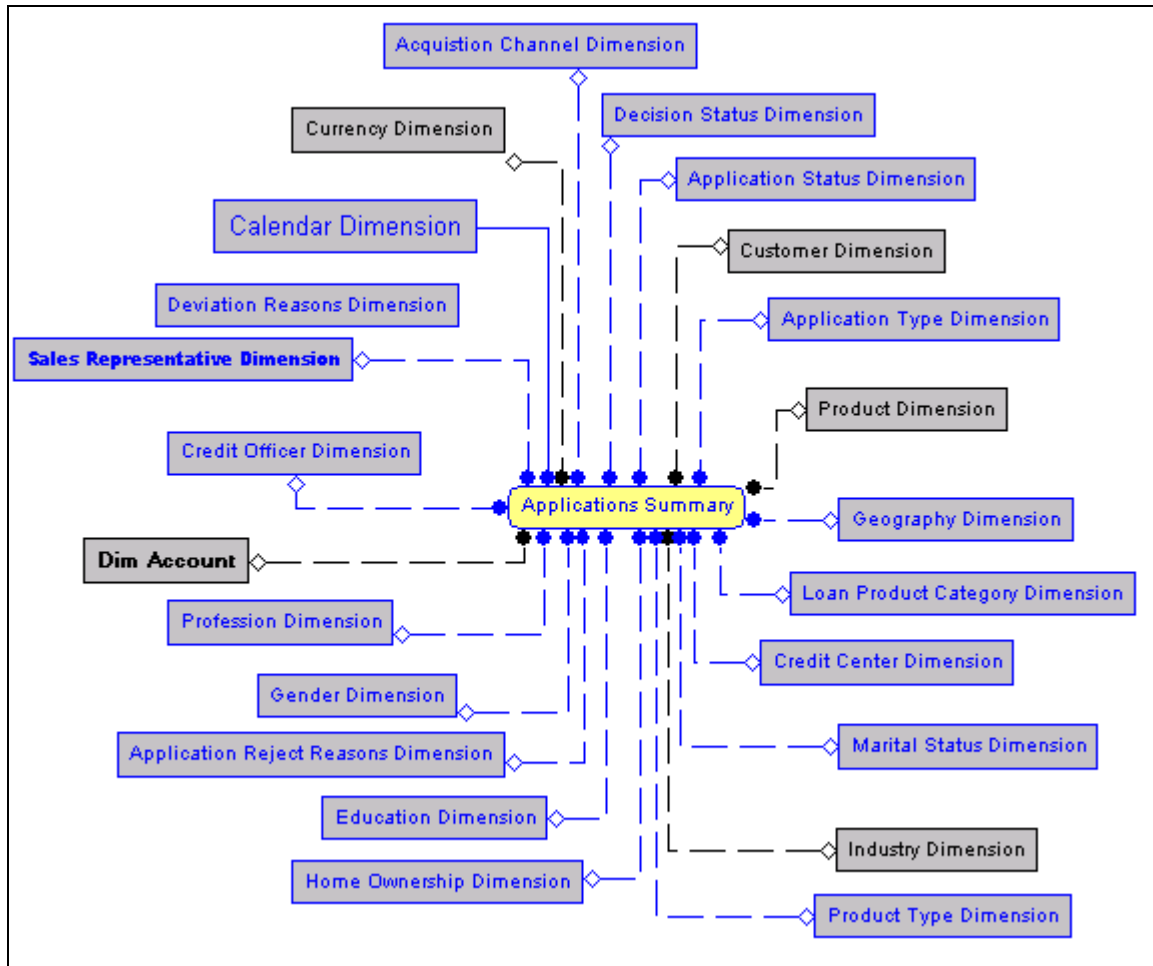 Acquistion Channel Dimension
Decision Status Dimension
Currency Dimension
Application Status Dimension
Calendar Dimension
Customer Dimension
Deviation Reasons Dimension
Application Type Dimension
Sales Representative Dimension
Product Dimension
Credit Officer Dimension
Applications Summary
Geography Dimension
Dim Account
Loan Product Category Dimension
Profession Dimension
Credit Center Dimension
Gender Dimension
Marital Status Dimension
Application Reject Reasons Dimension
Education Dimension
Industry Dimension
Home Ownership Dimension
Product Type Dimension